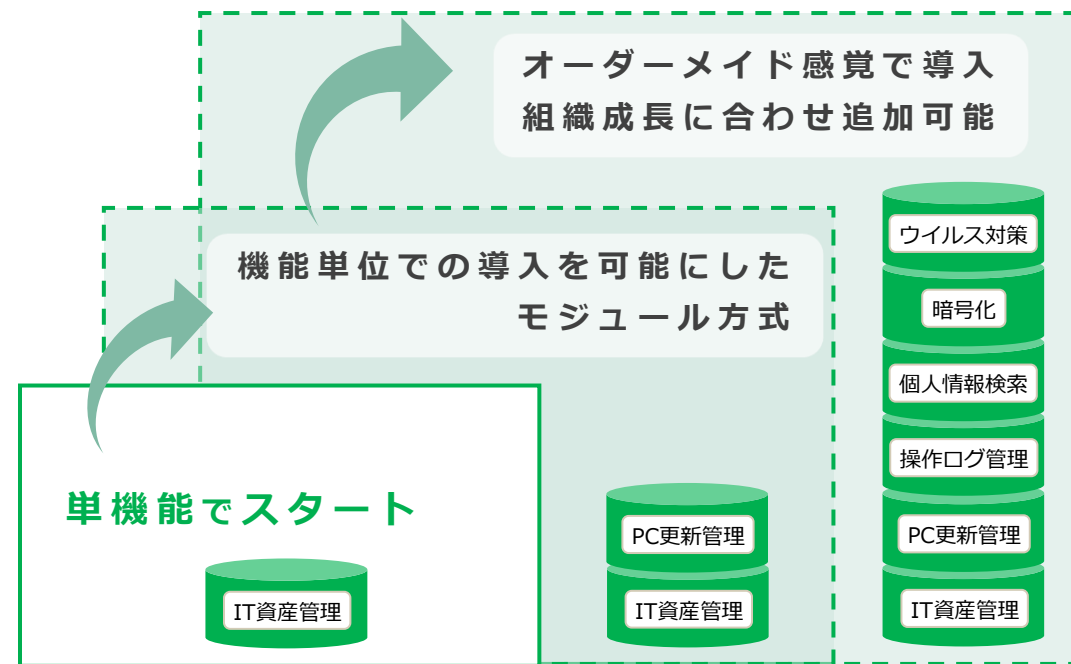 オーダーメイド感覚で導入
組織成長に合わせ追加可能
機能単位での導入を可能にした
モジュール方式
単機能でスタート
IT資産管理
PC更新管理
IT資産管理
ウイルス対策
暗号化
個人情報検索
操作ログ管理
PC更新管理
IT資産管理